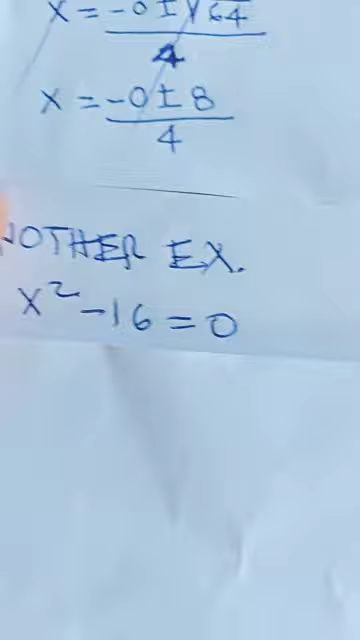 x = -0 ± √64
4
x = -0 ± 8
4
NOTHER EX.
x² - 16 = 0